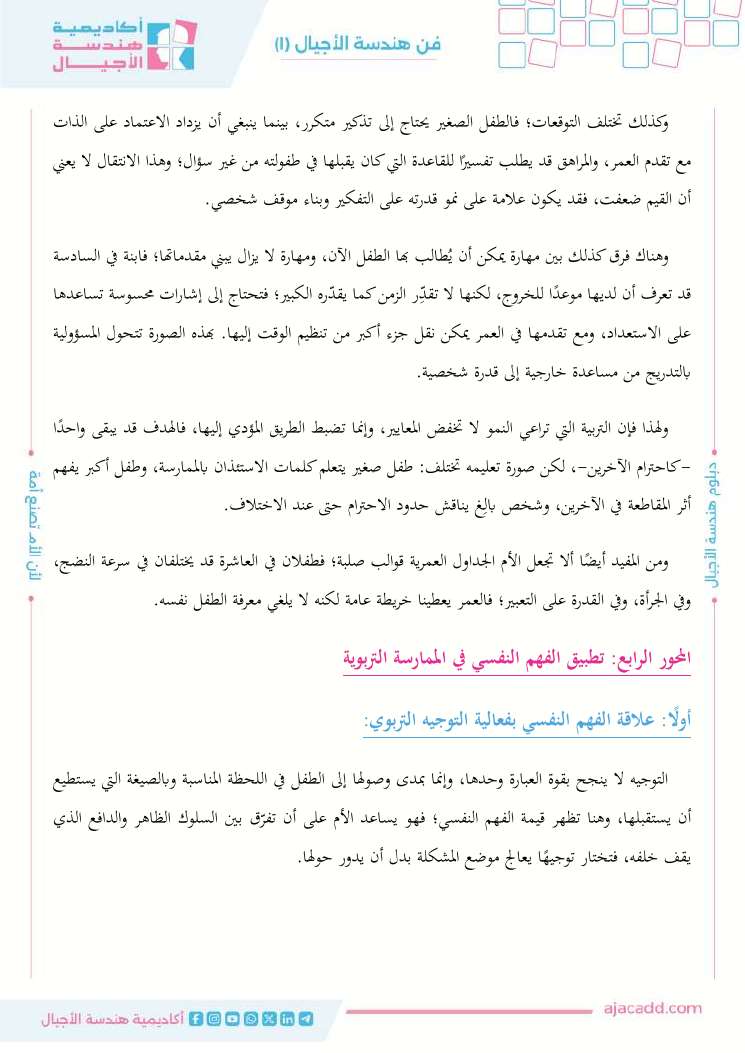 أكاديمية
هندسة
الأجيال
فن هندسة الأجيال (١)
وكذلك تختلف التوقعات؛ فالطفل الصغير يحتاج إلى تذكير متكرر، بينما ينبغي أن يزداد الاعتماد على الذات
مع تقدم العمر، والمراهق قد يطلب تفسيرًا للقاعدة التي كان يقبلها في طفولته من غير سؤال؛ وهذا الانتقال لا يعني
أن القيم ضعفت، فقد يكون علامة على نمو قدرته على التفكير وبناء موقف شخصي.
وهناك فرق كذلك بين مهارة يمكن أن يُطالب بها الطفل الآن، ومهارة لا يزال يبني مقدماتها؛ فابنة في السادسة
قد تعرف أن لديها موعدًا للخروج، لكنها لا تقدِّر الزمن كما يقدّره الكبير؛ فتحتاج إلى إشارات محسوسة تساعدها
على الاستعداد، ومع تقدمها في العمر يمكن نقل جزء أكبر من تنظيم الوقت إليها. بهذه الصورة تتحول المسؤولية
بالتدريج من مساعدة خارجية إلى قدرة شخصية.
ولهذا فإن التربية التي تراعي النمو لا تخفض المعايير، وإنما تضبط الطريق المؤدي إليها، فالهدف قد يبقى واحدًا
-كاحترام الآخرين-، لكن صورة تعليمه تختلف: طفل صغير يتعلم كلمات الاستئذان بالممارسة، وطفل أكبر يفهم
أثر المقاطعة في الآخرين، وشخص بالِغ يناقش حدود الاحترام حتى عند الاختلاف.
ومن المفيد أيضًا ألا تجعل الأم الجداول العمرية قوالب صلبة؛ فطفلان في العاشرة قد يختلفان في سرعة النضج،
وفي الجرأة، وفي القدرة على التعبير؛ فالعمر يعطينا خريطة عامة لكنه لا يلغي معرفة الطفل نفسه.
المحور الرابع: تطبيق الفهم النفسي في الممارسة التربوية
أولًا: علاقة الفهم النفسي بفعالية التوجيه التربوي:
التوجيه لا ينجح بقوة العبارة وحدها، وإنما بمدى وصولها إلى الطفل في اللحظة المناسبة وبالصيغة التي يستطيع
أن يستقبلها، وهنا تظهر قيمة الفهم النفسي؛ فهو يساعد الأم على أن تفرّق بين السلوك الظاهر والدافع الذي
يقف خلفه، فتختار توجيهًا يعالج موضع المشكلة بدل أن يدور حولها.
دبلوم هندسة الأجيال
لأن الأم تصنع أمة
ajacadd.com
أكاديمية هندسة الأجيال